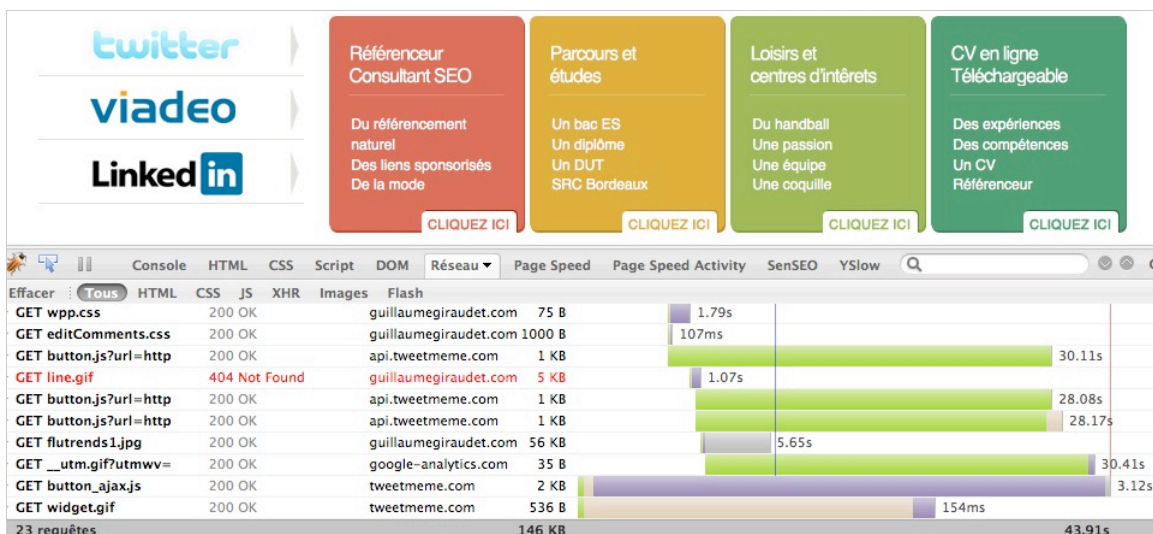 twitter
viadeo
Linked in
Référenceur
Consultant SEO
Du référencement
naturel
Des liens sponsorisés
De la mode
CLIQUEZ ICI
Parcours et
études
Un bac ES
Un diplôme
Un DUT
SRC Bordeaux
CLIQUEZ ICI
Loisirs et
centres d'intérêts
Du handball
Une passion
Une équipe
Une coquille
CLIQUEZ ICI
CV en ligne
Téléchargeable
Des expériences
Des compétences
Un CV
Référenceur
CLIQUEZ ICI
Console HTML CSS Script DOM Réseau Page Speed Page Speed Activity SenSEO YSlow
Effacer Tous HTML CSS JS XHR Images Flash
GET wpp.css 200 OK guillaumegiraudet.com 75 B 1.79s
GET editComments.css 200 OK guillaumegiraudet.com 1000 B 107ms
GET button.js?url=http 200 OK api.tweetmeme.com 1 KB 30.11s
GET line.gif 404 Not Found guillaumegiraudet.com 5 KB 1.07s
GET button.js?url=http 200 OK api.tweetmeme.com 1 KB 28.08s
GET button.js?url=http 200 OK api.tweetmeme.com 1 KB 28.17s
GET flutrends1.jpg 200 OK guillaumegiraudet.com 56 KB 5.65s
GET __utm.gif?utmwv= 200 OK google-analytics.com 35 B 30.41s
GET button_ajax.js 200 OK tweetmeme.com 2 KB 3.12s
GET widget.gif 200 OK tweetmeme.com 536 B 154ms
23 requêtes 146 KB 43.91s